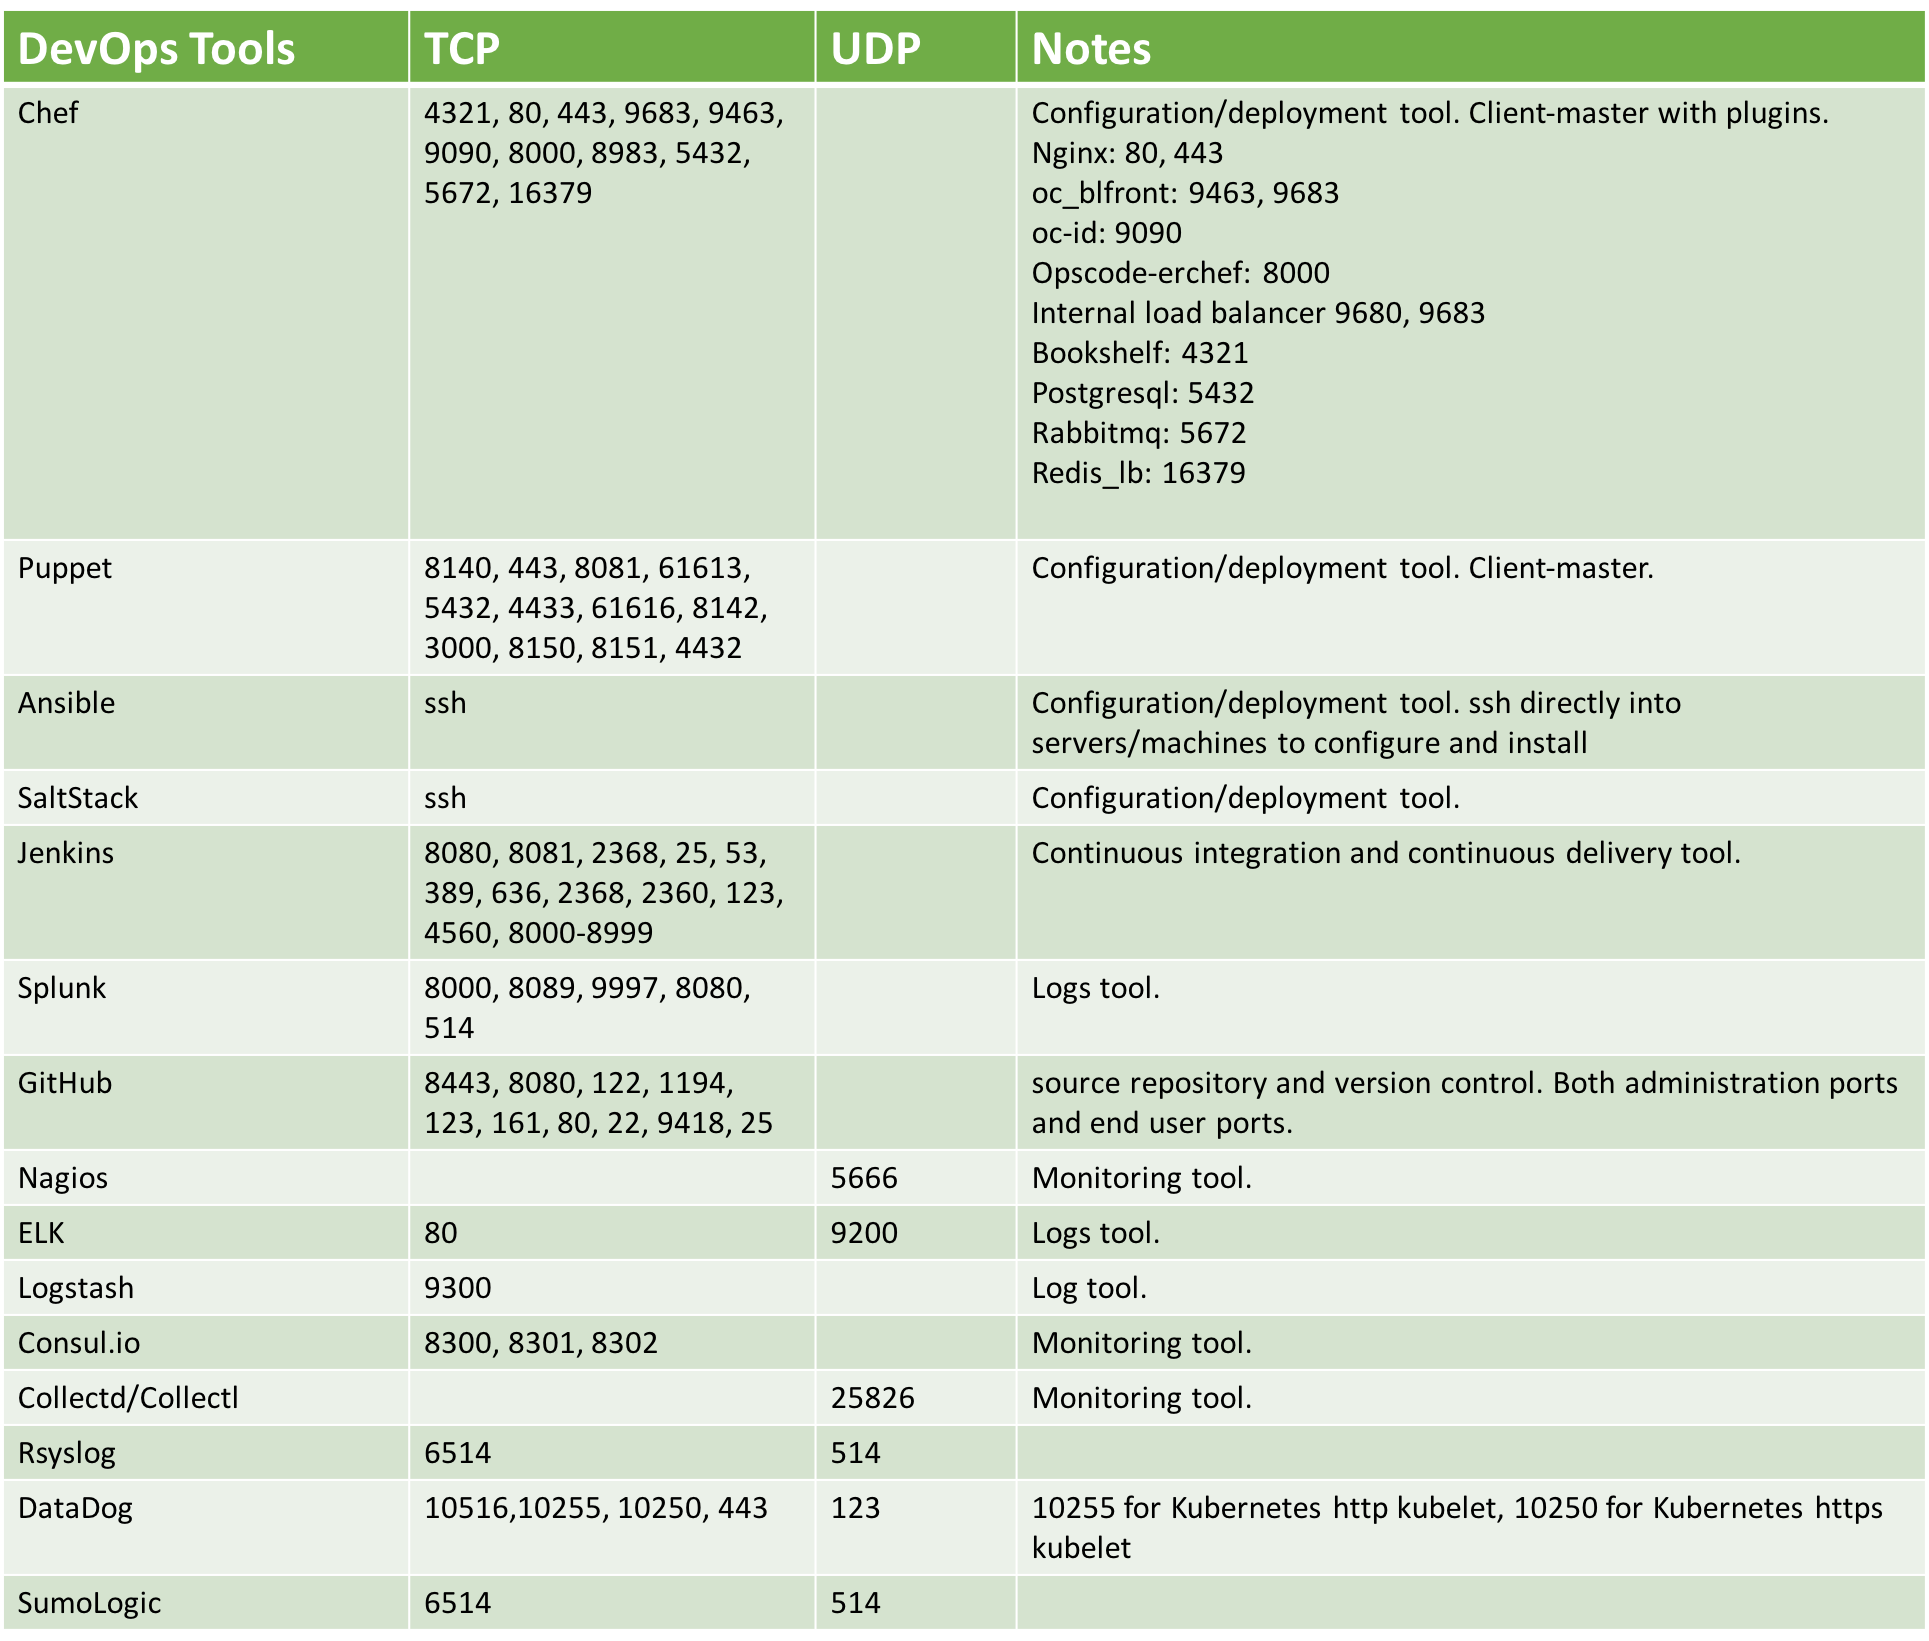 DevOps Tools TCP UDP Notes
Chef 4321, 80, 443, 9683, 9463, Configuration/deployment tool. Client-master with plugins.
9090, 8000, 8983, 5432, Nginx: 80, 443
5672, 16379 oc_blfront: 9463, 9683
oc-id: 9090
Opscode-erchef: 8000
Internal load balancer 9680, 9683
Bookshelf: 4321
Postgresql: 5432
Rabbitmq: 5672
Redis_lb: 16379
Puppet 8140, 443, 8081, 61613, Configuration/deployment tool. Client-master.
5432, 4433, 61616, 8142,
3000, 8150, 8151, 4432
Ansible ssh Configuration/deployment tool. ssh directly into
servers/machines to configure and install
SaltStack ssh Configuration/deployment tool.
Jenkins 8080, 8081, 2368, 25, 53, Continuous integration and continuous delivery tool.
389, 636, 2368, 2360, 123,
4560, 8000-8999
Splunk 8000, 8089, 9997, 8080, Logs tool.
514
GitHub 8443, 8080, 122, 1194, source repository and version control. Both administration ports
123, 161, 80, 22, 9418, 25 and end user ports.
Nagios 5666 Monitoring tool.
ELK 80 9200 Logs tool.
Logstash 9300 Log tool.
Consul.io 8300, 8301, 8302 Monitoring tool.
Collectd/Collectl 25826 Monitoring tool.
Rsyslog 6514 514
DataDog 10516,10255, 10250, 443 123 10255 for Kubernetes http kubelet, 10250 for Kubernetes https
kubelet
SumoLogic 6514 514